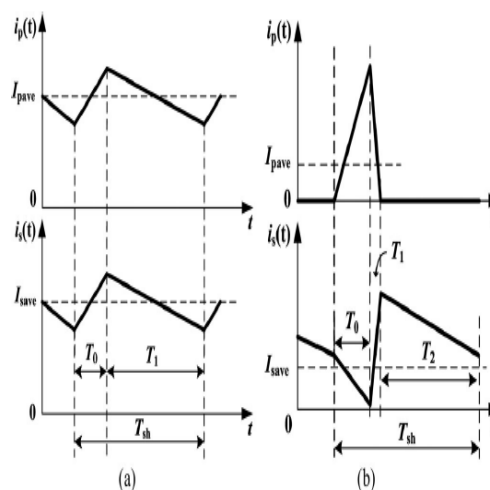 i_p(t)
I_pave
0
t
i_s(t)
I_save
T_0
T_1
0
t
T_sh
(a)
i_p(t)
I_pave
0
i_s(t)
T_1
T_0
I_save
T_2
0
T_sh
(b)